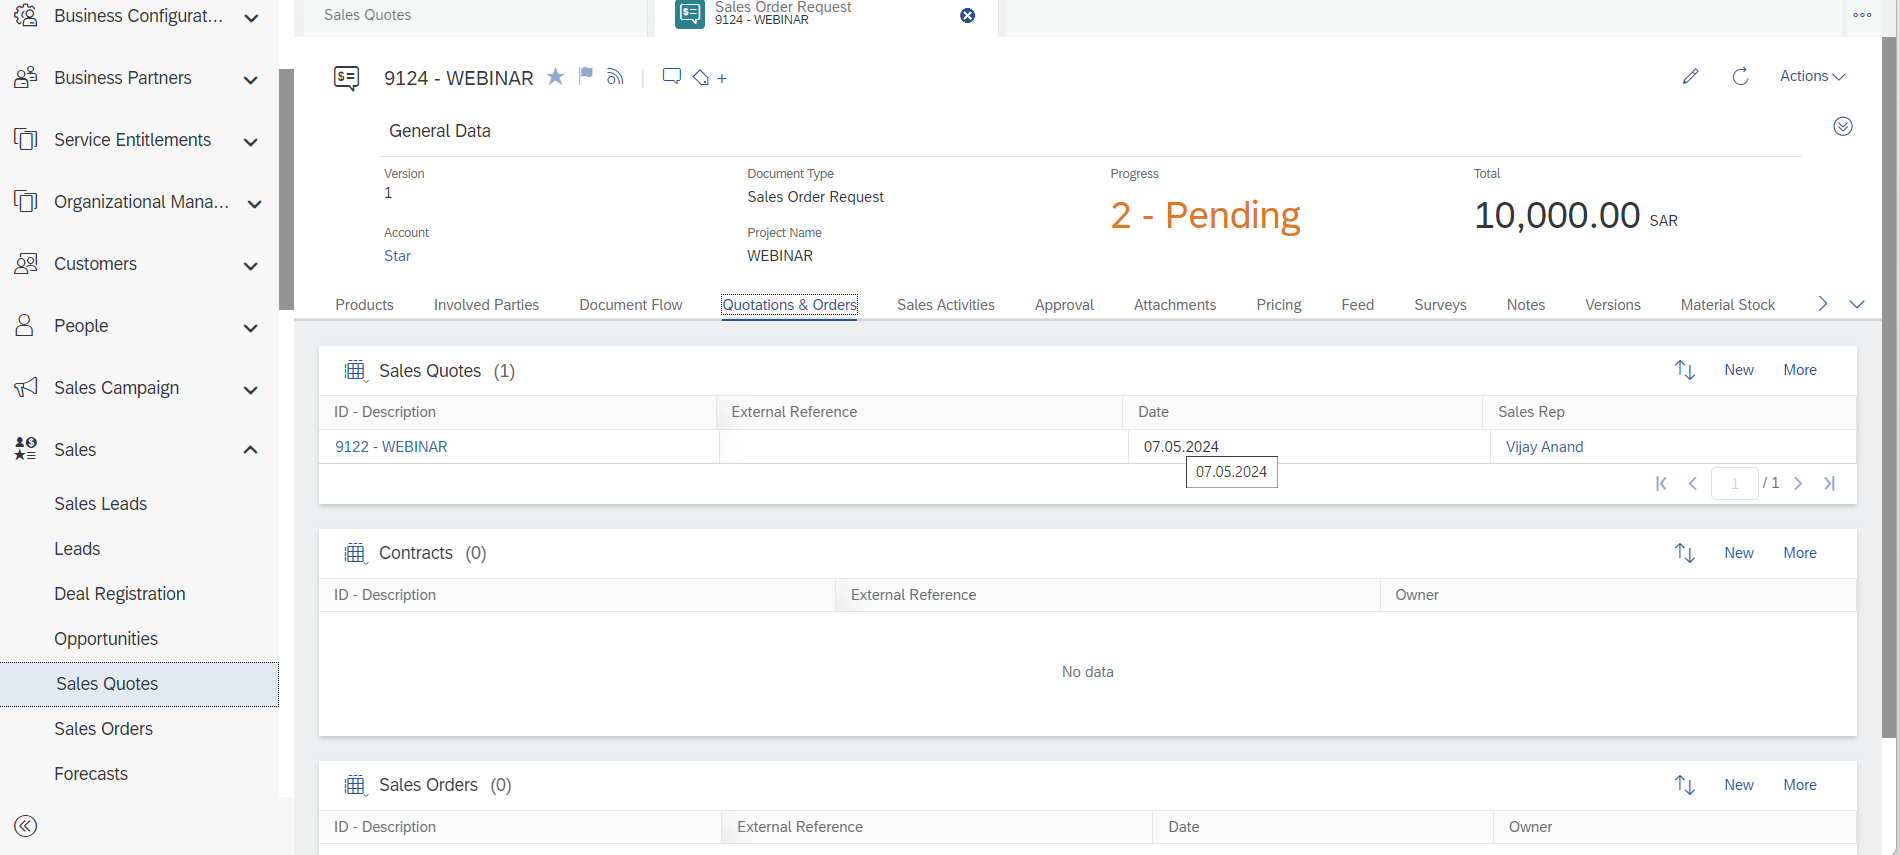 Business Configurat...
Business Partners
Service Entitlements
Organizational Mana...
Customers
People
Sales Campaign
Sales
Sales Leads
Leads
Deal Registration
Opportunities
Sales Quotes
Sales Orders
Forecasts
Sales Quotes
Sales Order Request
9124 - WEBINAR
9124 - WEBINAR
Actions
General Data
Version
1
Account
Star
Document Type
Sales Order Request
Project Name
WEBINAR
Progress
2 - Pending
Total
10,000.00 SAR
Products Involved Parties Document Flow Quotations & Orders Sales Activities Approval Attachments Pricing Feed Surveys Notes Versions Material Stock
Sales Quotes (1) New More
ID - Description External Reference Date Sales Rep
9122 - WEBINAR 07.05.2024 Vijay Anand
07.05.2024
1 / 1
Contracts (0) New More
ID - Description External Reference Owner
No data
Sales Orders (0) New More
ID - Description External Reference Date Owner